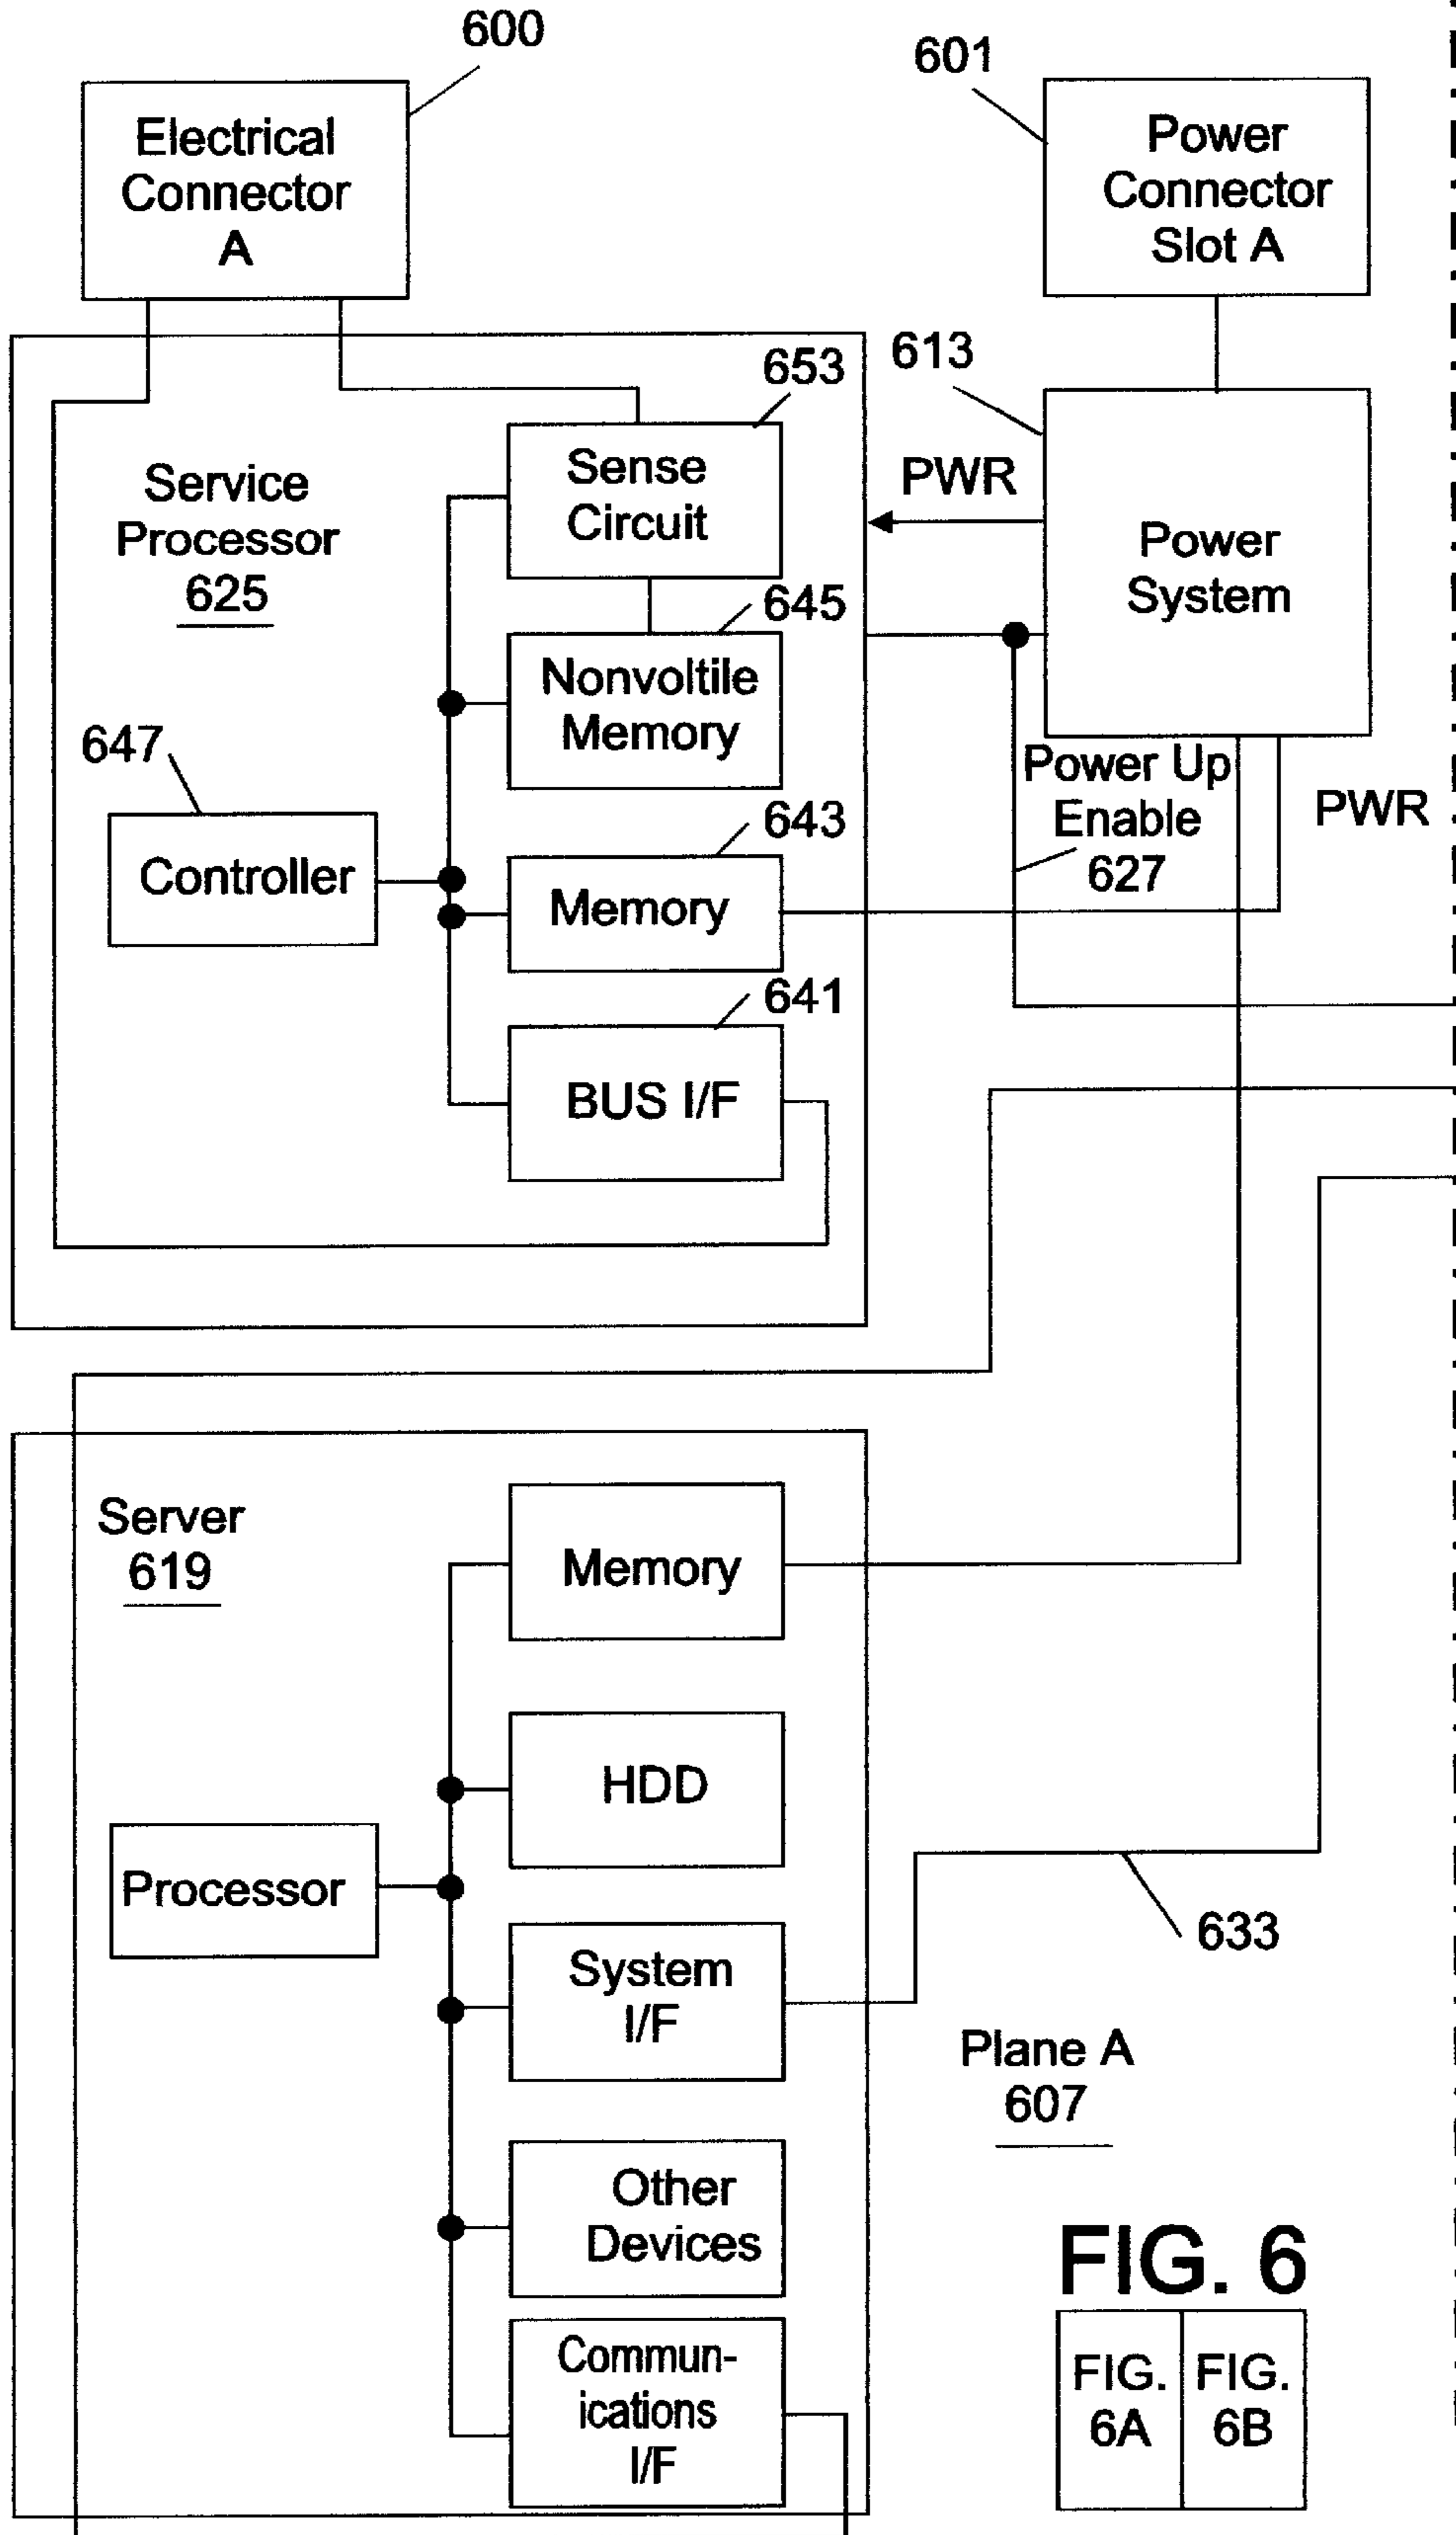 600
Electrical
Connector
A
601
Power
Connector
Slot A
613
Power
System
PWR
653
Sense
Circuit
Service
Processor
625
645
Nonvoltile
Memory
647
Controller
643
Memory
641
BUS I/F
Power Up
Enable
627
PWR
Server
619
Memory
HDD
Processor
System
I/F
633
Other
Devices
Commun-
ications
I/F
Plane A
607
FIG. 6
FIG.
6A
FIG.
6B